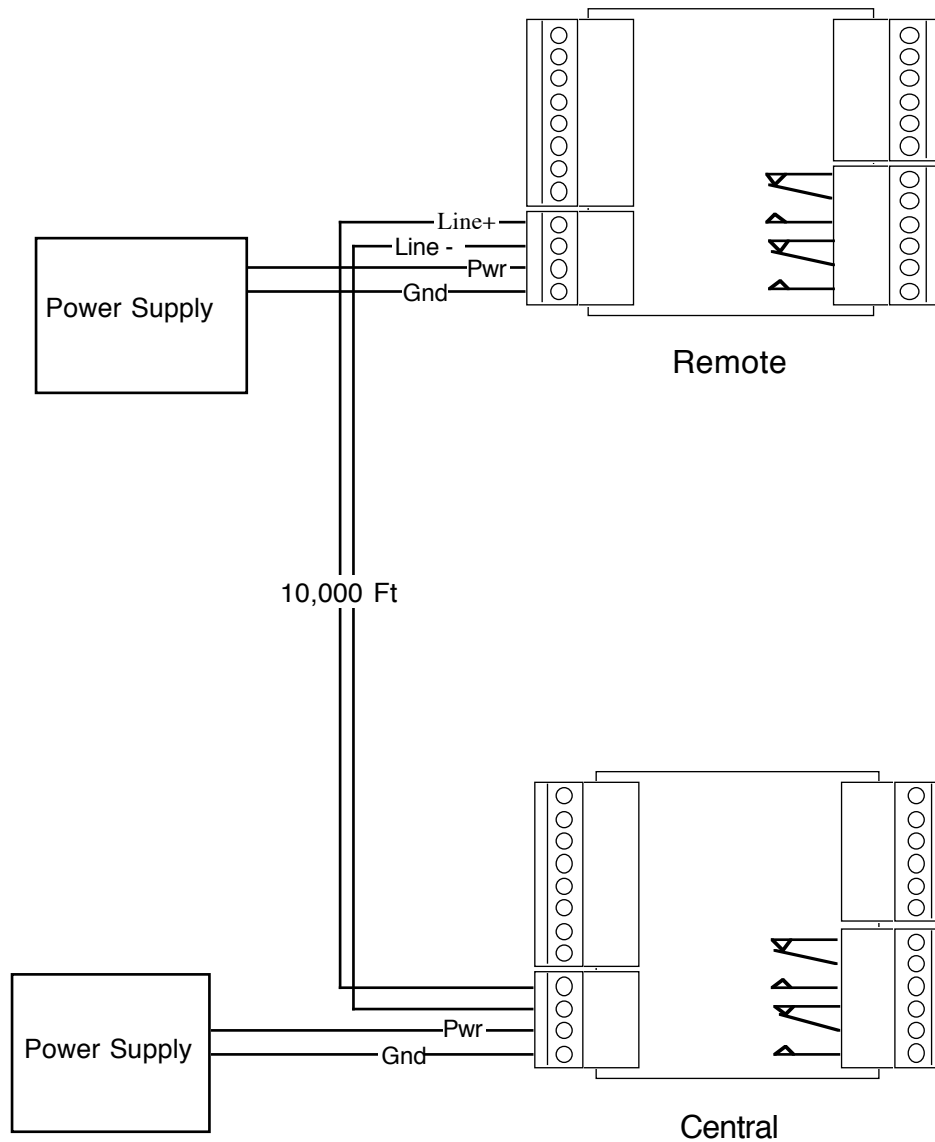 Line+
Line -
Pwr
Gnd
Power Supply
Remote
10,000 Ft
Pwr
Gnd
Power Supply
Central